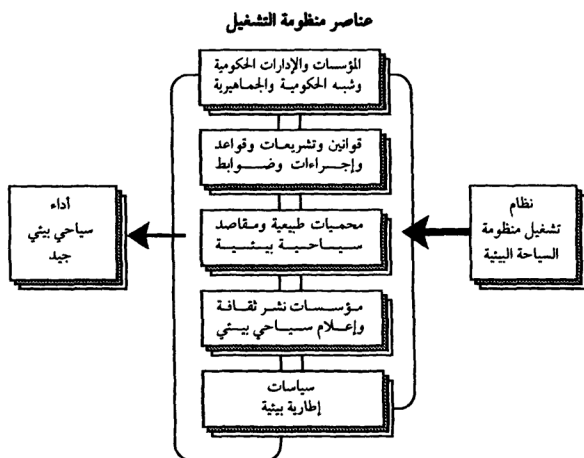 عناصر منظومة التشغيل
المؤسسات والإدارات الحكومية
وشبه الحكومية والجماهيرية
قوانين وتشريعات وقواعد
وإجراءات وضوابط
محميات طبيعية ومقاصد
سياحية بيئية
مؤسسات نشر ثقافة
وإعلام سياحي بيئي
سياسات
إطارية بيئية
نظام
تشغيل منظومة
السياحة البيئية
أداء
سياحي بيئي
جيد